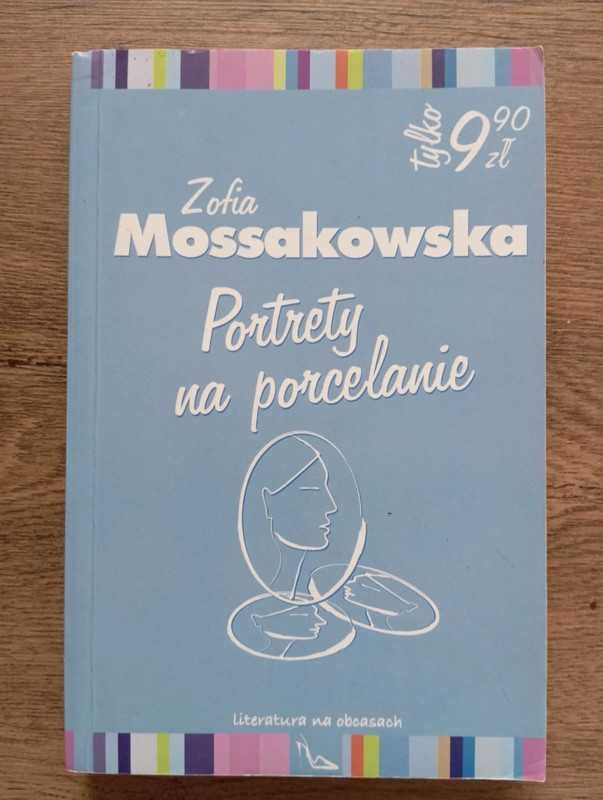 tylko 9 90 zł
Zofia
Mossakowska
Portrety
na porcelanie
literatura na obcasach